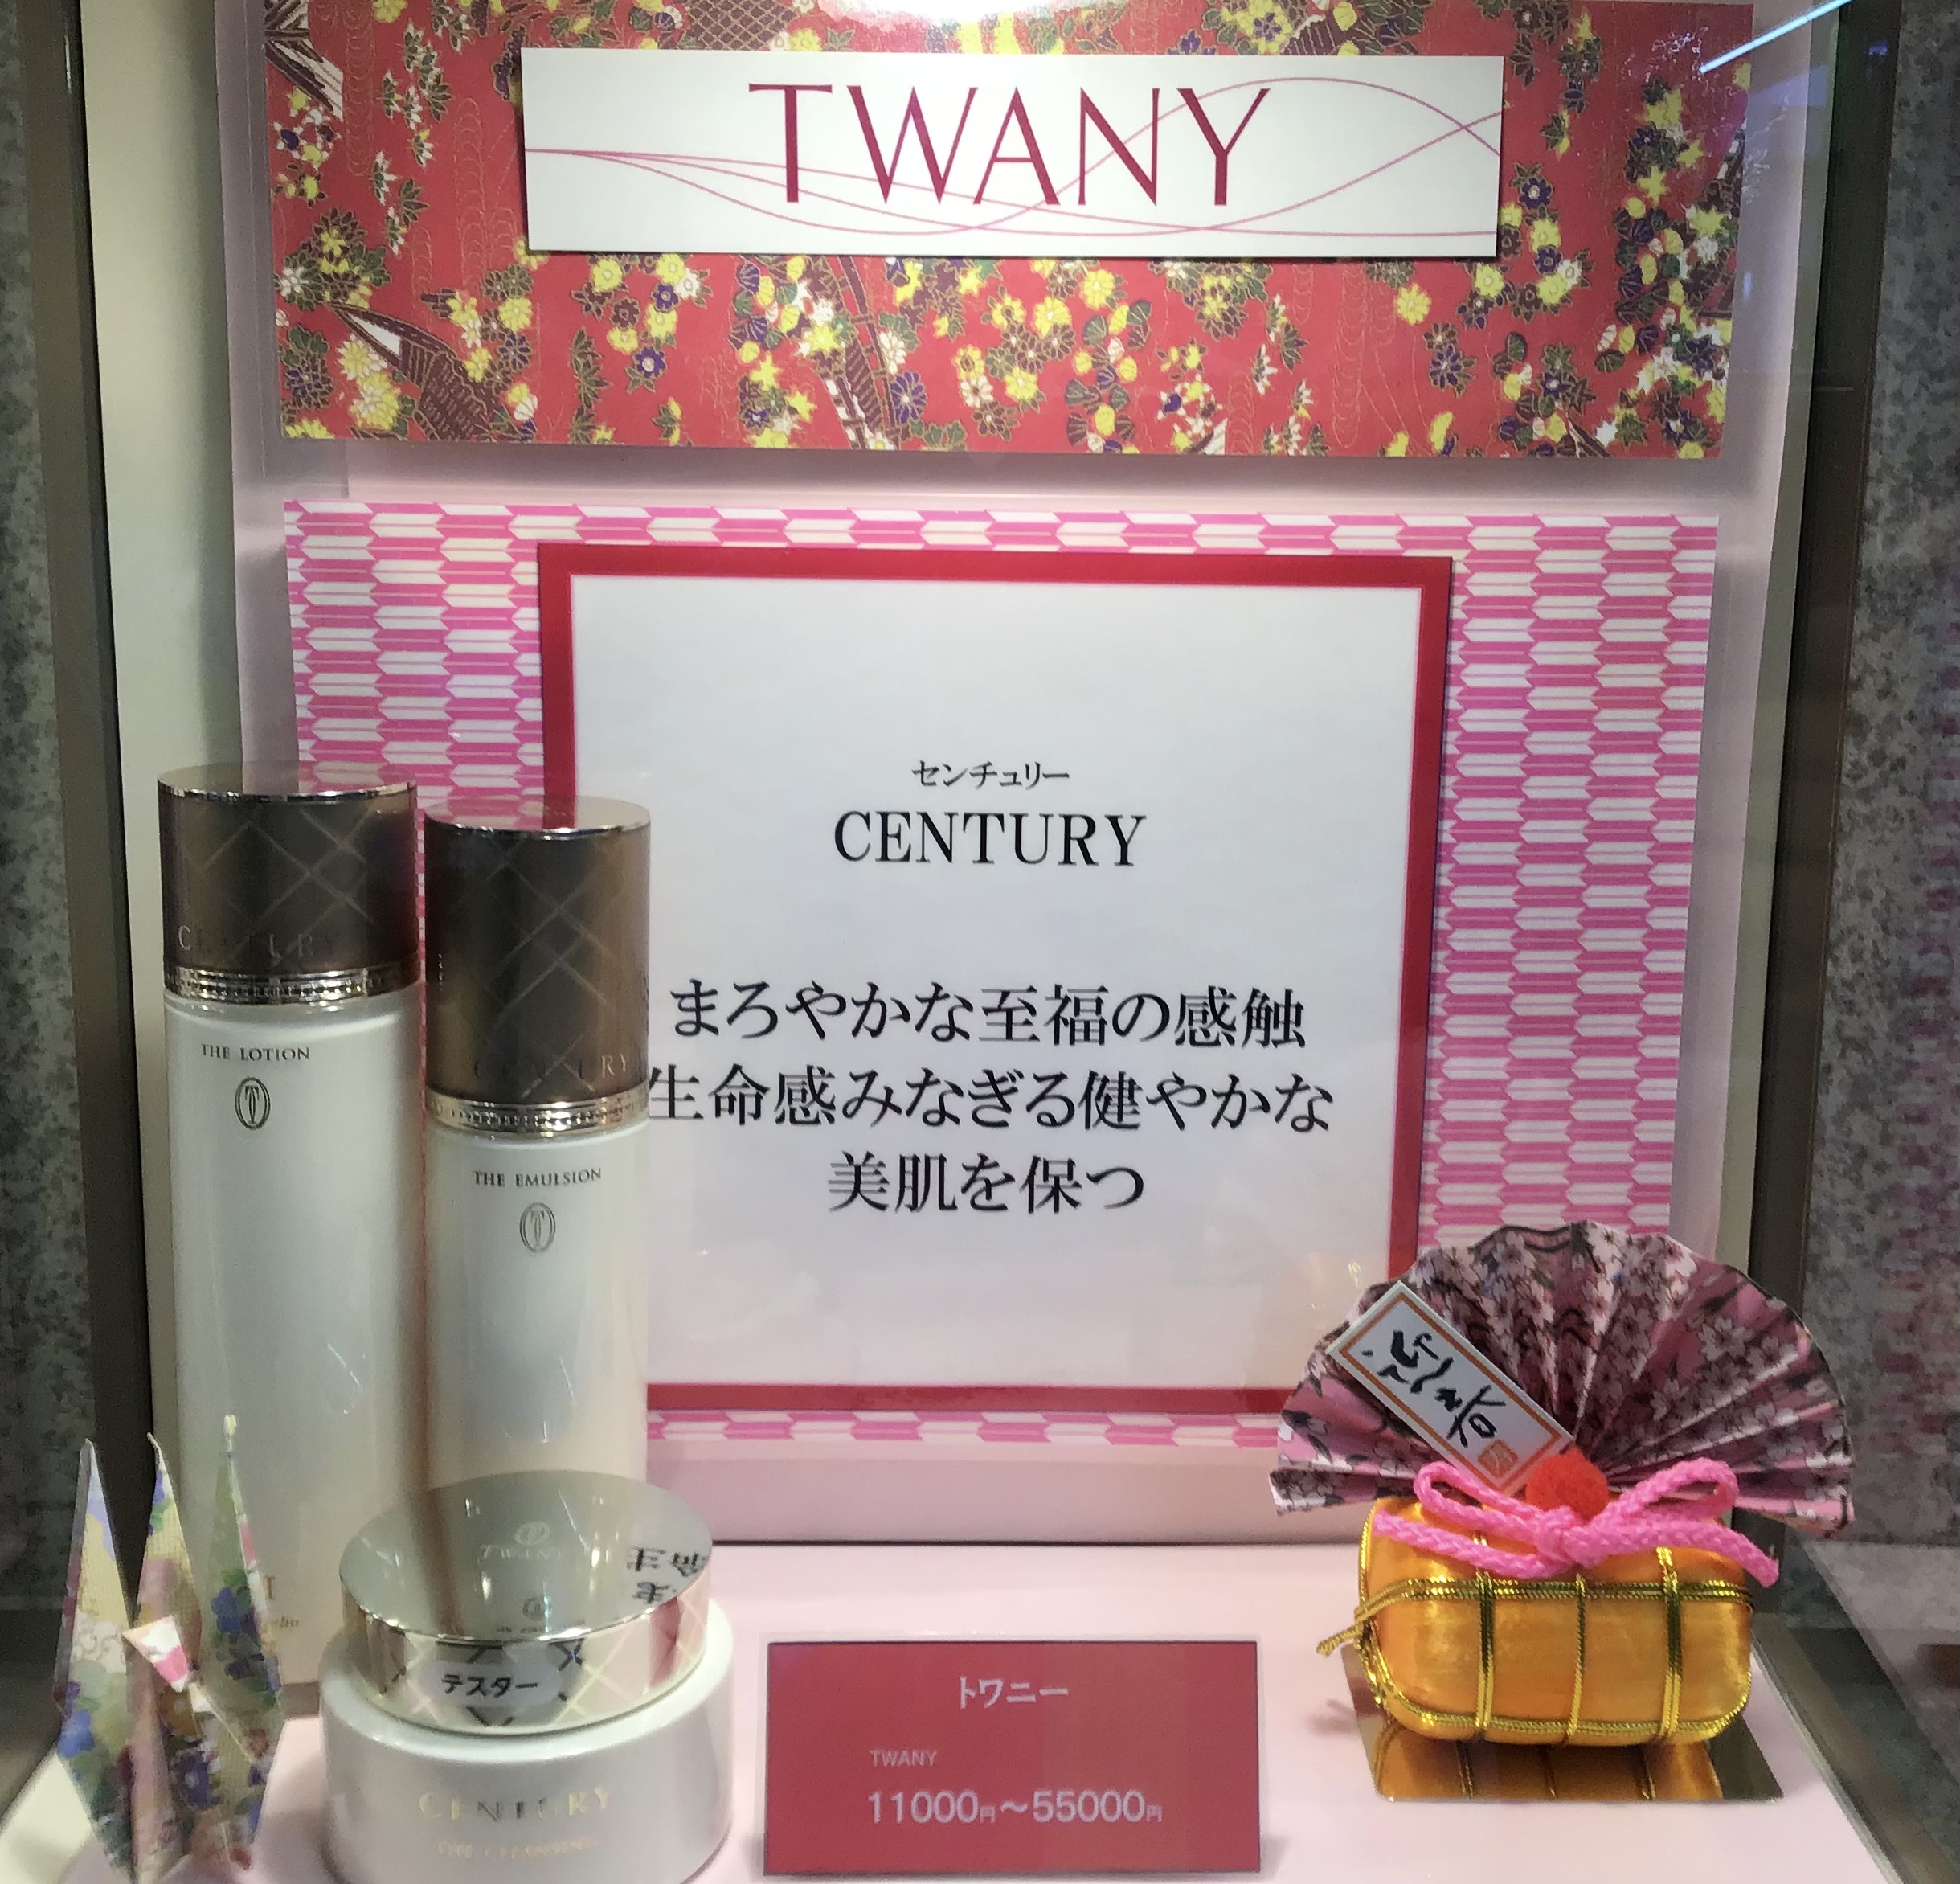 TWANY
センチュリー
CENTURY
まろやかな至福の感触
生命感みなぎる健やかな
美肌を保つ
CENTURY
THE LOTION
CENTURY
THE EMULSION
TWANY
テスター
CENTURY
トワニー
TWANY
11000円～55000円